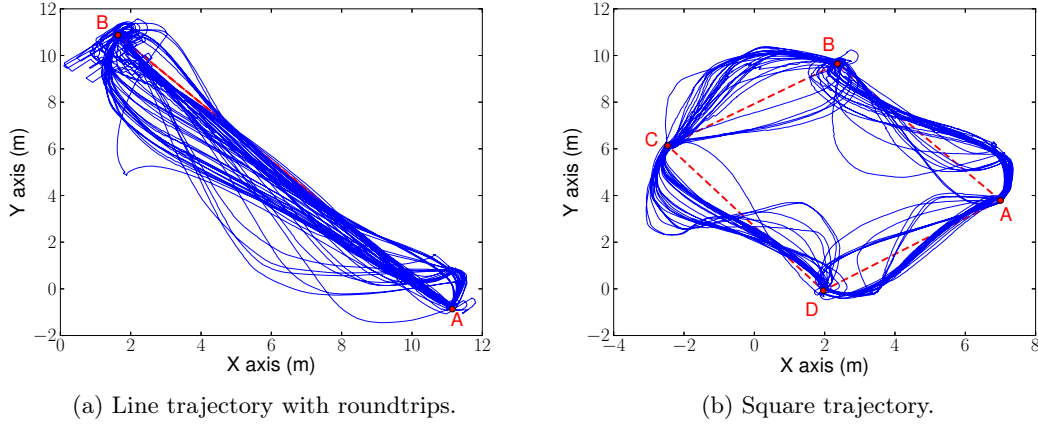 12
10
8
6
4
2
0
−2
Y axis (m)
B
A
0 2 4 6 8 10 12
X axis (m)
(a) Line trajectory with roundtrips.
12
10
8
6
4
2
0
−2
Y axis (m)
B
C
A
D
−4 −2 0 2 4 6 8
X axis (m)
(b) Square trajectory.